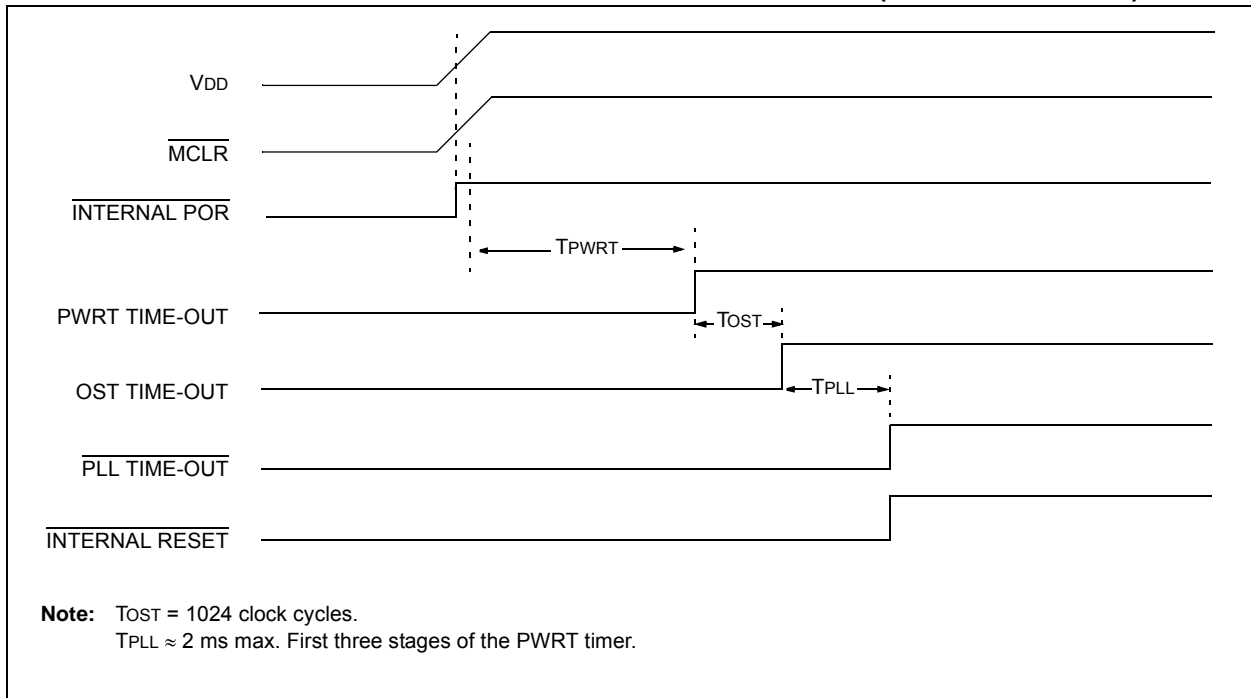 VDD
MCLR
INTERNAL POR
TPWRT
PWRT TIME-OUT
TOST
OST TIME-OUT
TPLL
PLL TIME-OUT
INTERNAL RESET
Note: TOST = 1024 clock cycles.
TPLL ≈ 2 ms max. First three stages of the PWRT timer.